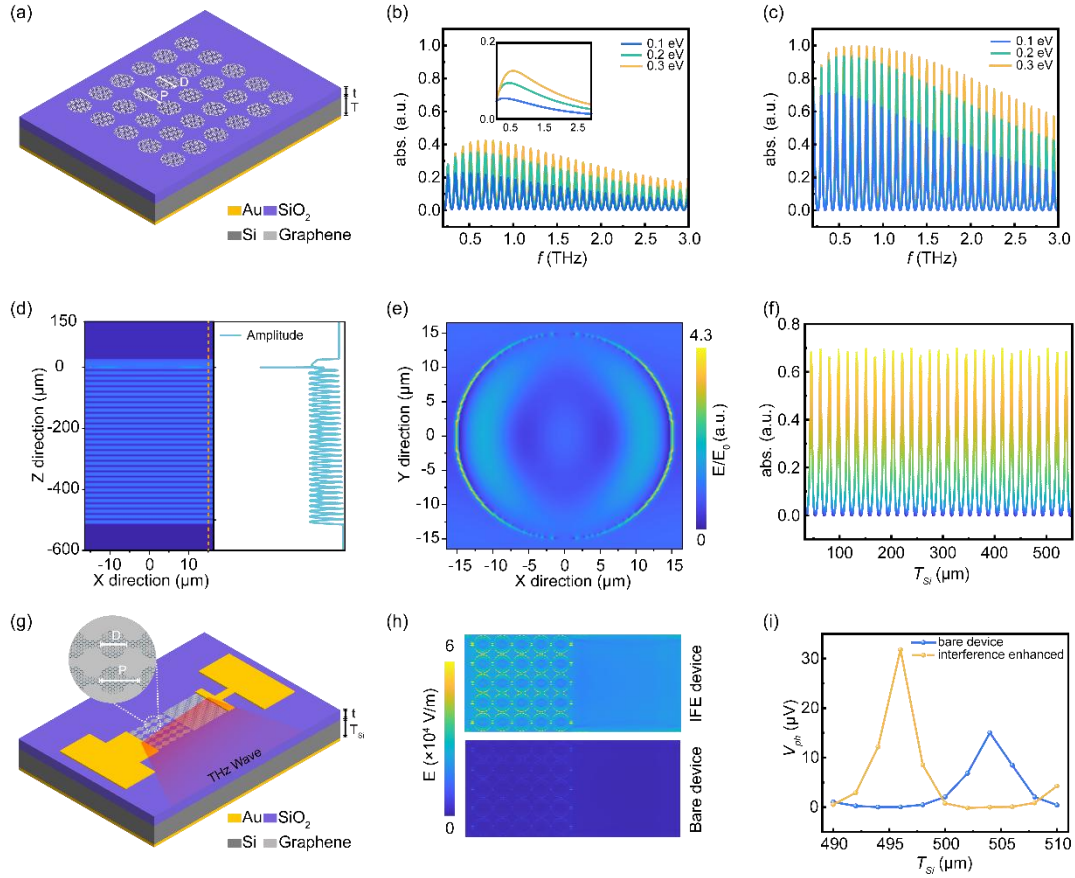 (a)
D
P
t
T
Au
SiO2
Si
Graphene
(b)
abs. (a.u.)
1.0
0.8
0.6
0.4
0.2
0.0
0.1 eV
0.2 eV
0.3 eV
0.2
0.0
0.5 1.5 2.5
0.5 1.0 1.5 2.0 2.5 3.0
f (THz)
(c)
abs. (a.u.)
1.0
0.8
0.6
0.4
0.2
0.0
0.1 eV
0.2 eV
0.3 eV
0.5 1.0 1.5 2.0 2.5 3.0
f (THz)
(d)
Z direction (μm)
150
0
-200
-400
-600
Amplitude
-10 0 10
X direction (μm)
(e)
Y direction (μm)
15
10
5
0
-5
-10
-15
-15 -10 -5 0 5 10 15
X direction (μm)
4.3
E/E0 (a.u.)
0
(f)
abs. (a.u.)
0.8
0.6
0.4
0.2
0.0
100 200 300 400 500
TSi (μm)
(g)
D
P
t
TSi
THz Wave
Au
SiO2
Si
Graphene
(h)
6
E (×10⁴ V/m)
0
IFE device
Bare device
(i)
Vph (μV)
30
20
10
0
bare device
interference enhanced
490 495 500 505 510
TSi (μm)